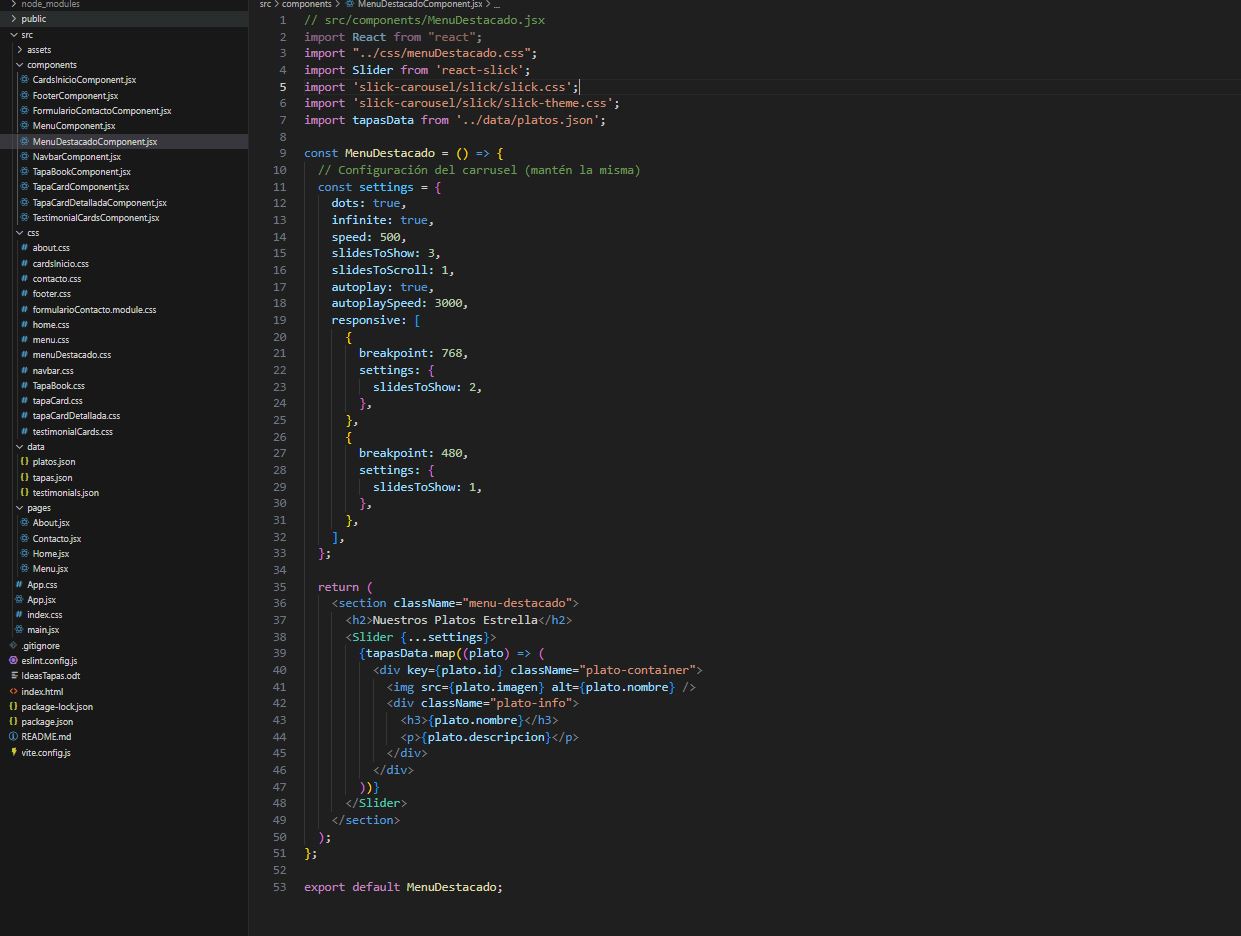 node_modules
public
src
assets
components
CardsInicioComponent.jsx
FooterComponent.jsx
FormularioContactoComponent.jsx
MenuComponent.jsx
MenuDestacadoComponent.jsx
NavbarComponent.jsx
TapaBookComponent.jsx
TapaCardComponent.jsx
TapaCardDetalladaComponent.jsx
TestimonialCardsComponent.jsx
css
# about.css
# cardsInicio.css
# contacto.css
# footer.css
# formularioContacto.module.css
# home.css
# menu.css
# menuDestacado.css
# navbar.css
# TapaBook.css
# tapaCard.css
# tapaCardDetallada.css
# testimonialCards.css
data
{} platos.json
{} tapas.json
{} testimonials.json
pages
About.jsx
Contacto.jsx
Home.jsx
Menu.jsx
# App.css
App.jsx
# index.css
main.jsx
.gitignore
eslint.config.js
IdeasTapas.odt
<> index.html
{} package-lock.json
{} package.json
README.md
vite.config.js
src > components > MenuDestacadoComponent.jsx > ...
1 // src/components/MenuDestacado.jsx
2 import React from "react";
3 import "../css/menuDestacado.css";
4 import Slider from 'react-slick';
5 import 'slick-carousel/slick/slick.css';
6 import 'slick-carousel/slick/slick-theme.css';
7 import tapasData from '../data/platos.json';
8
9 const MenuDestacado = () => {
10   // Configuración del carrusel (mantén la misma)
11   const settings = {
12     dots: true,
13     infinite: true,
14     speed: 500,
15     slidesToShow: 3,
16     slidesToScroll: 1,
17     autoplay: true,
18     autoplaySpeed: 3000,
19     responsive: [
20       {
21         breakpoint: 768,
22         settings: {
23           slidesToShow: 2,
24         },
25       },
26       {
27         breakpoint: 480,
28         settings: {
29           slidesToShow: 1,
30         },
31       },
32     ],
33   };
34
35   return (
36     <section className="menu-destacado">
37       <h2>Nuestros Platos Estrella</h2>
38       <Slider {...settings}>
39         {tapasData.map((plato) => (
40           <div key={plato.id} className="plato-container">
41             <img src={plato.imagen} alt={plato.nombre} />
42             <div className="plato-info">
43               <h3>{plato.nombre}</h3>
44               <p>{plato.descripcion}</p>
45             </div>
46           </div>
47         ))}
48       </Slider>
49     </section>
50   );
51 };
52
53 export default MenuDestacado;